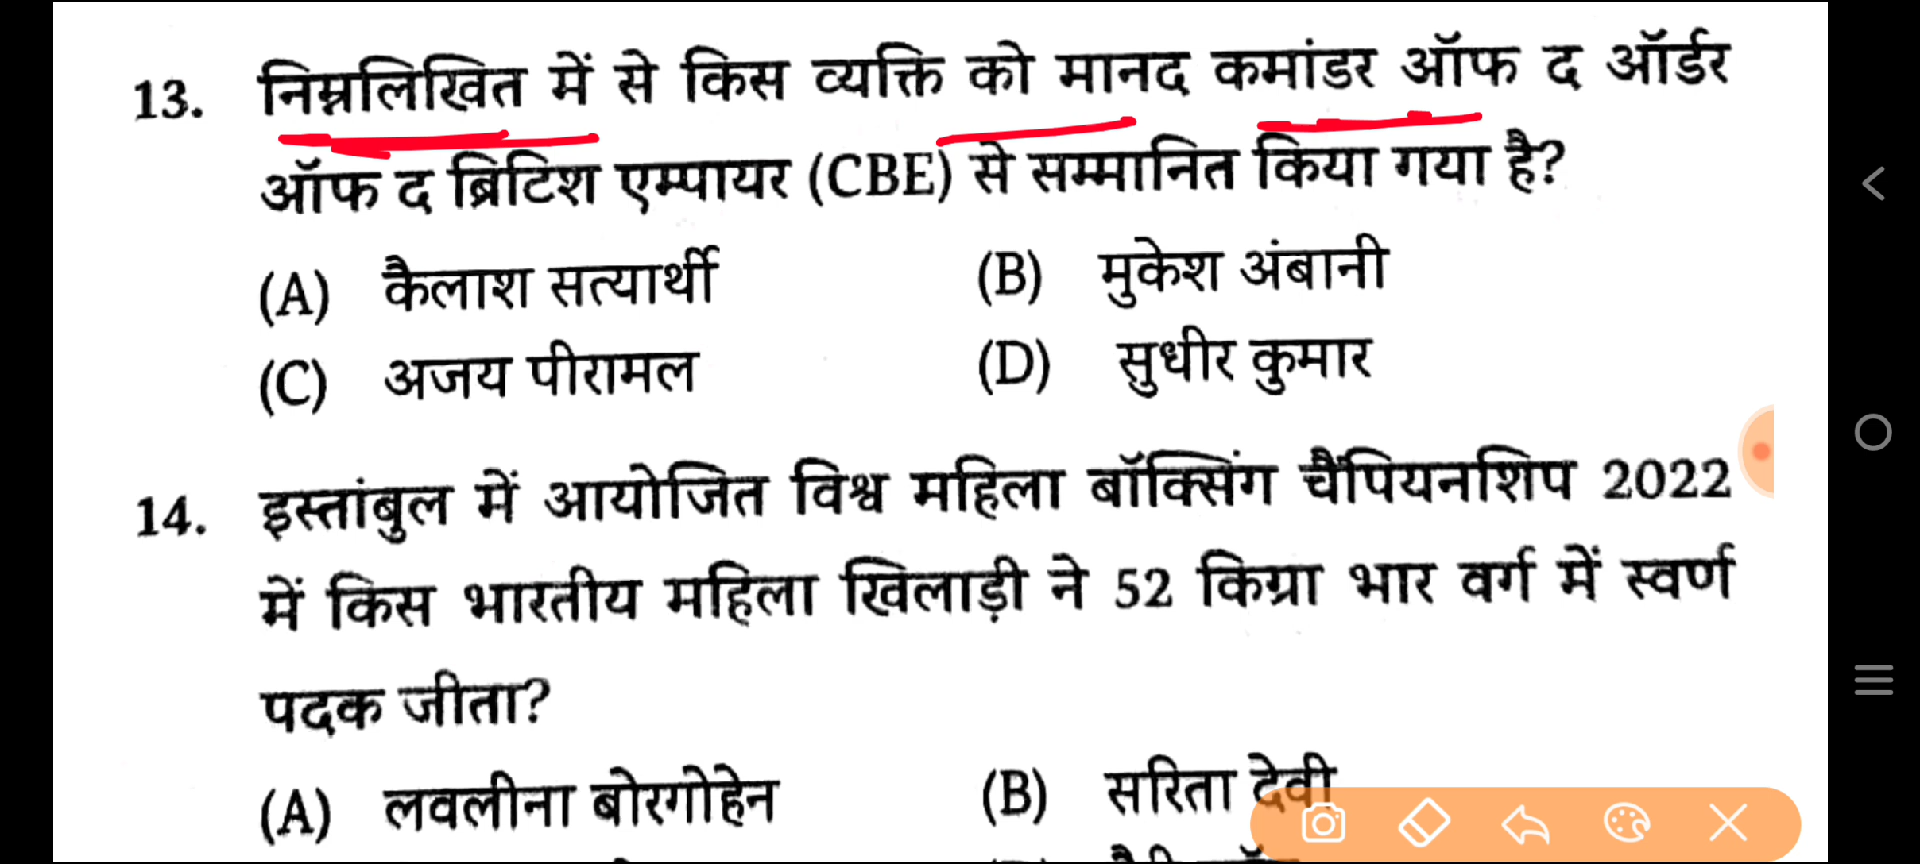 13. निम्नलिखित में से किस व्यक्ति को मानद कमांडर ऑफ द ऑर्डर
ऑफ द ब्रिटिश एम्पायर (CBE) से सम्मानित किया गया है?
(A) कैलाश सत्यार्थी (B) मुकेश अंबानी
(C) अजय पीरामल (D) सुधीर कुमार
14. इस्तांबुल में आयोजित विश्व महिला बॉक्सिंग चैंपियनशिप 2022
में किस भारतीय महिला खिलाड़ी ने 52 किग्रा भार वर्ग में स्वर्ण
पदक जीता?
(A) लवलीना बोरगोहेन (B) सरिता देवी